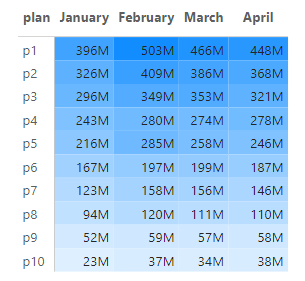 plan January February March April
p1 396M 503M 466M 448M
p2 326M 409M 386M 368M
p3 296M 349M 353M 321M
p4 243M 280M 274M 278M
p5 216M 285M 258M 246M
p6 167M 197M 199M 187M
p7 123M 158M 156M 146M
p8 94M 120M 111M 110M
p9 52M 59M 57M 58M
p10 23M 37M 34M 38M